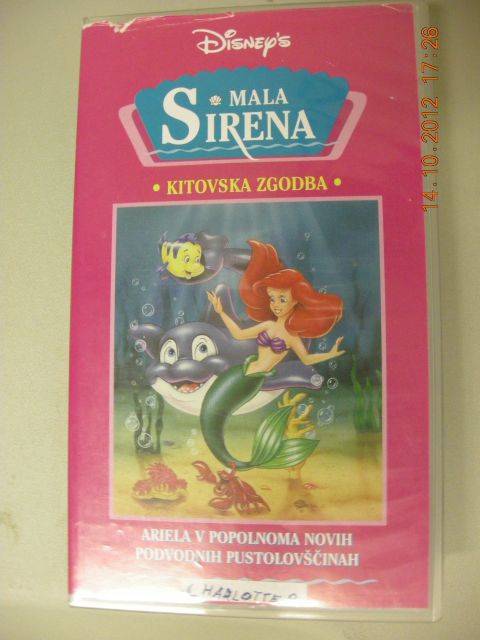 Disney's
MALA
SIRENA
• KITOVSKA ZGODBA •
ARIELA V POPOLNOMA NOVIH
PODVODNIH PUSTOLOVŠČINAH
14.10.2012 17:26